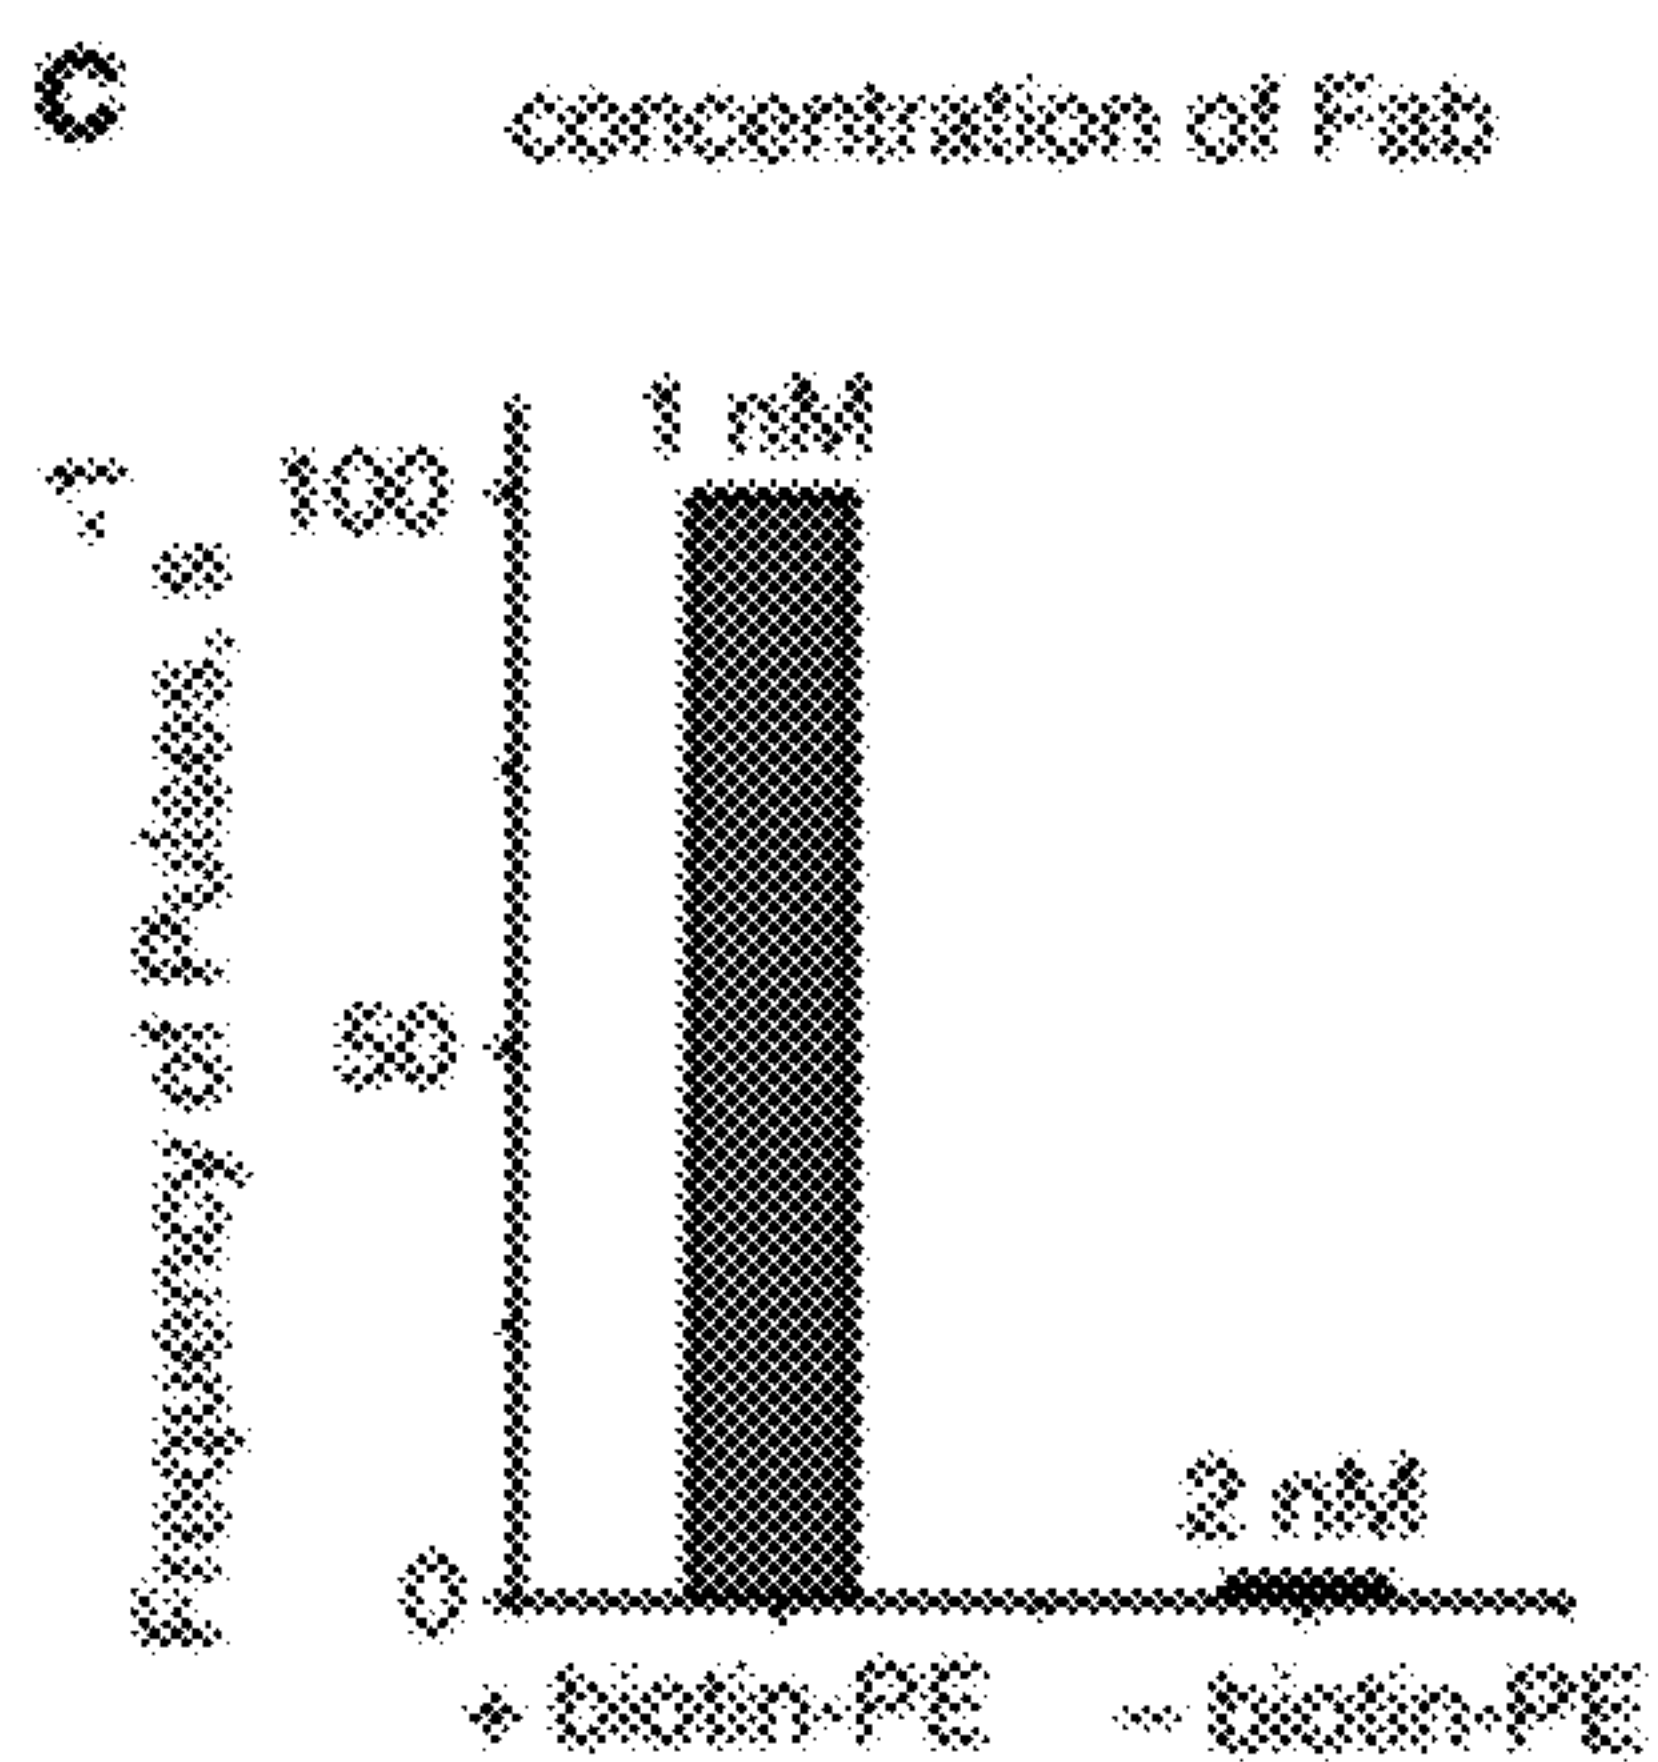 C
concentration of Fab
1 nM
100
50
0
2 nM
+ biotin-PE
— biotin-PE